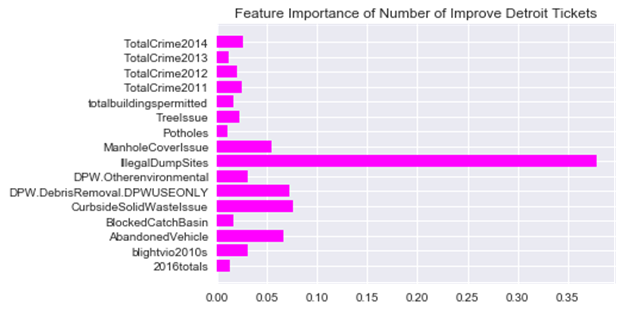 Feature Importance of Number of Improve Detroit Tickets
TotalCrime2014
TotalCrime2013
TotalCrime2012
TotalCrime2011
totalbuildingspermitted
TreeIssue
Potholes
ManholeCoverIssue
IllegalDumpSites
DPW.Otherenvironmental
DPW.DebrisRemoval.DPWUSEONLY
CurbsideSolidWasteIssue
BlockedCatchBasin
AbandonedVehicle
blightvio2010s
2016totals
0.00 0.05 0.10 0.15 0.20 0.25 0.30 0.35